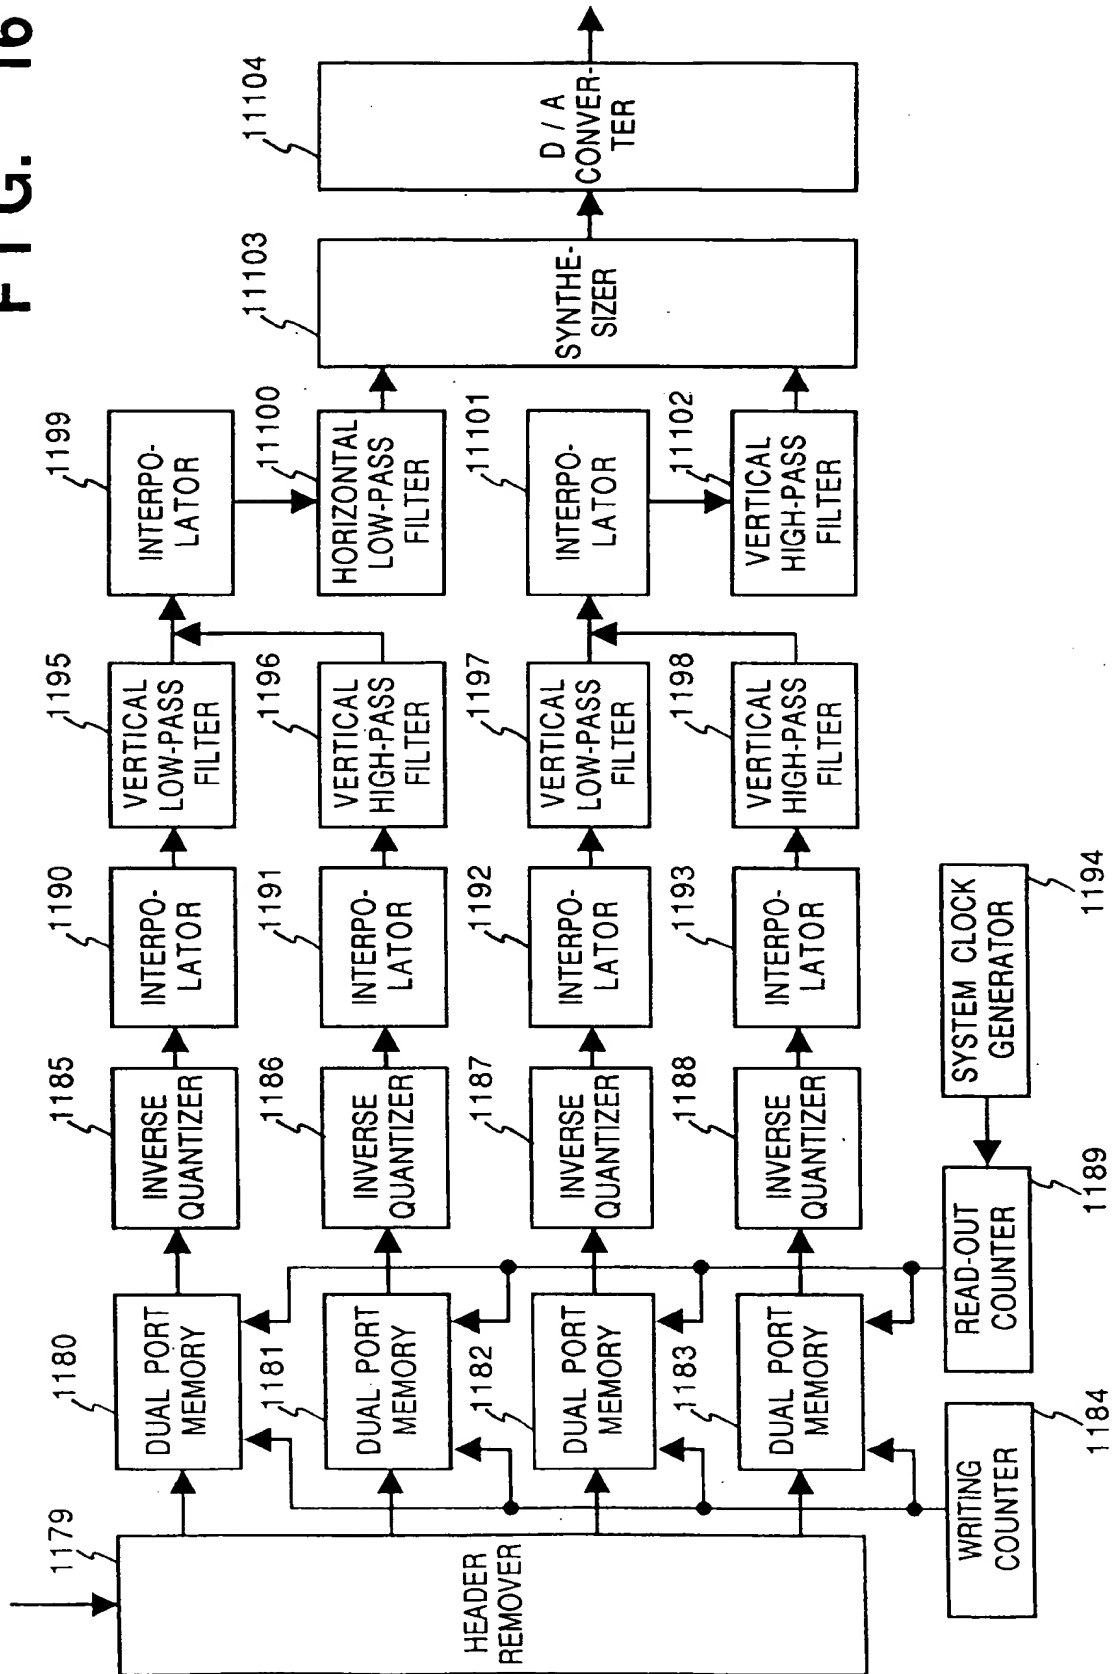 FIG. 16
1179
HEADER
REMOVER
1180
DUAL PORT
MEMORY
1181
DUAL PORT
MEMORY
1182
DUAL PORT
MEMORY
1183
DUAL PORT
MEMORY
WRITING
COUNTER
1184
1185
INVERSE
QUANTIZER
1186
INVERSE
QUANTIZER
1187
INVERSE
QUANTIZER
1188
INVERSE
QUANTIZER
READ-OUT
COUNTER
1189
1190
INTERPO-
LATOR
1191
INTERPO-
LATOR
1192
INTERPO-
LATOR
1193
INTERPO-
LATOR
SYSTEM CLOCK
GENERATOR
1194
1195
VERTICAL
LOW-PASS
FILTER
1196
VERTICAL
HIGH-PASS
FILTER
1197
VERTICAL
LOW-PASS
FILTER
1198
VERTICAL
HIGH-PASS
FILTER
1199
INTERPO-
LATOR
11100
HORIZONTAL
LOW-PASS
FILTER
11101
INTERPO-
LATOR
11102
VERTICAL
HIGH-PASS
FILTER
11103
SYNTHE-
SIZER
11104
D / A
CONVER-
TER